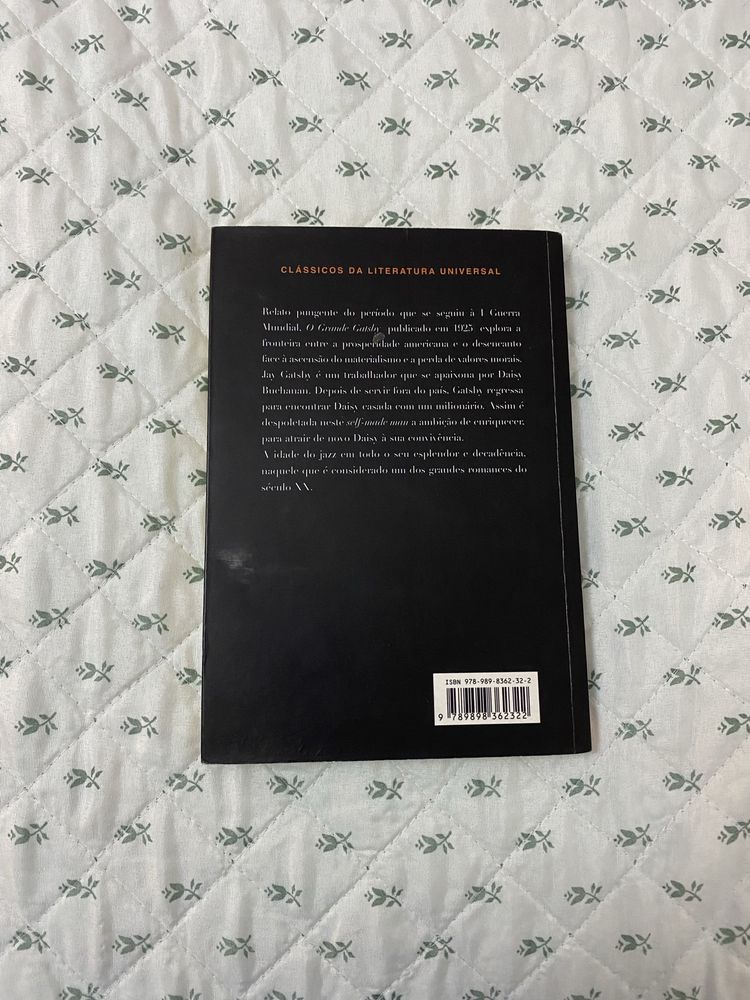 CLÁSSICOS DA LITERATURA UNIVERSAL
Relato pungente do período que se seguiu à I Guerra
Mundial, O Grande Gatsby publicado em 1925 explora a
fronteira entre a prosperidade americana e o desencanto
face à ascensão do materialismo e a perda de valores morais.
Jay Gatsby é um trabalhador que se apaixona por Daisy
Buchanan. Depois de servir fora do país, Gatsby regressa
para encontrar Daisy casada com um milionário. Assim é
despoletada neste self-made man a ambição de enriquecer,
para atrair de novo Daisy à sua convivência.
A idade do jazz em todo o seu esplendor e decadência,
naquele que é considerado um dos grandes romances do
século XX.
ISBN 978-989-8362-32-2
9 789898 362322